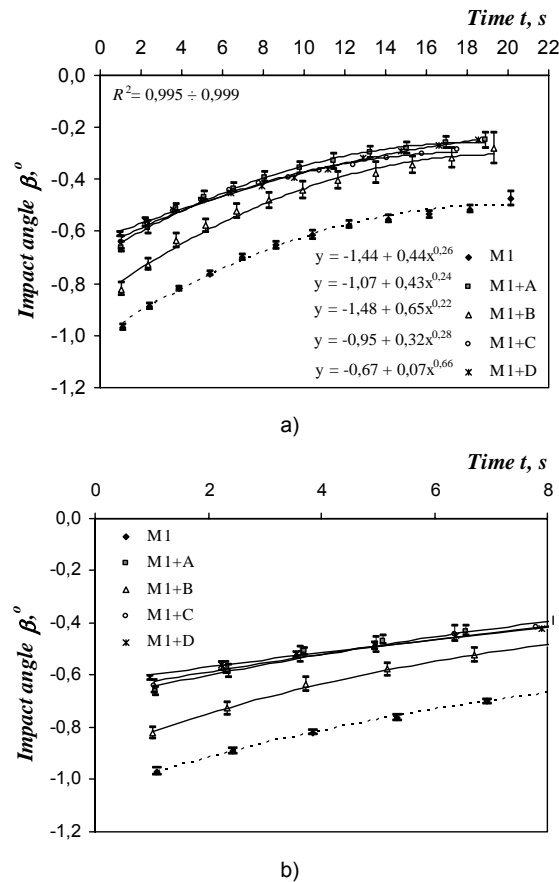 Time t, s
0 2 4 6 8 10 12 14 16 18 20 22
0,0
R²= 0,995 ÷ 0,999
-0,2
-0,4
-0,6
-0,8
-1,0
-1,2
Impact angle β,°
y = -1,44 + 0,44x^0,26 M1
y = -1,07 + 0,43x^0,24 M1+A
y = -1,48 + 0,65x^0,22 M1+B
y = -0,95 + 0,32x^0,28 M1+C
y = -0,67 + 0,07x^0,66 M1+D
a)
Time t, s
0 2 4 6 8
0,0
-0,2
-0,4
-0,6
-0,8
-1,0
-1,2
Impact angle β,°
M1
M1+A
M1+B
M1+C
M1+D
b)